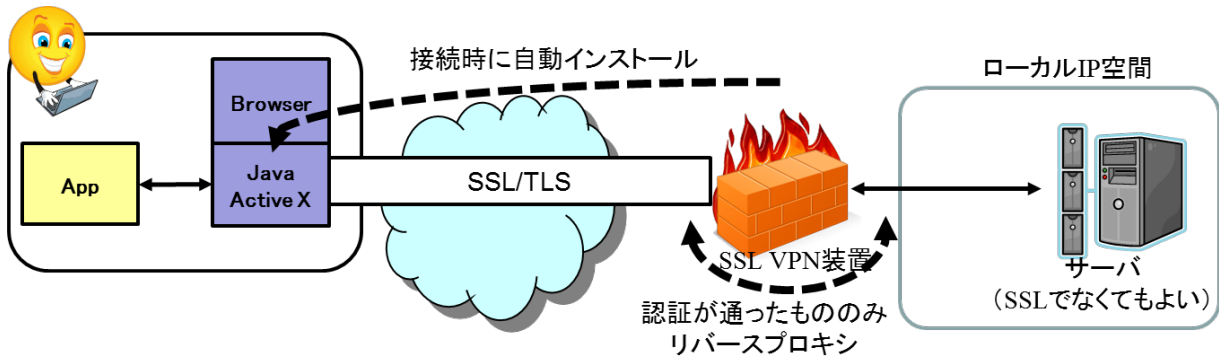 接続時に自動インストール
ローカルIP空間
Browser
App
Java
Active X
SSL/TLS
SSL VPN装置
サーバ
（SSLでなくてもよい）
認証が通ったもののみ
リバースプロキシ